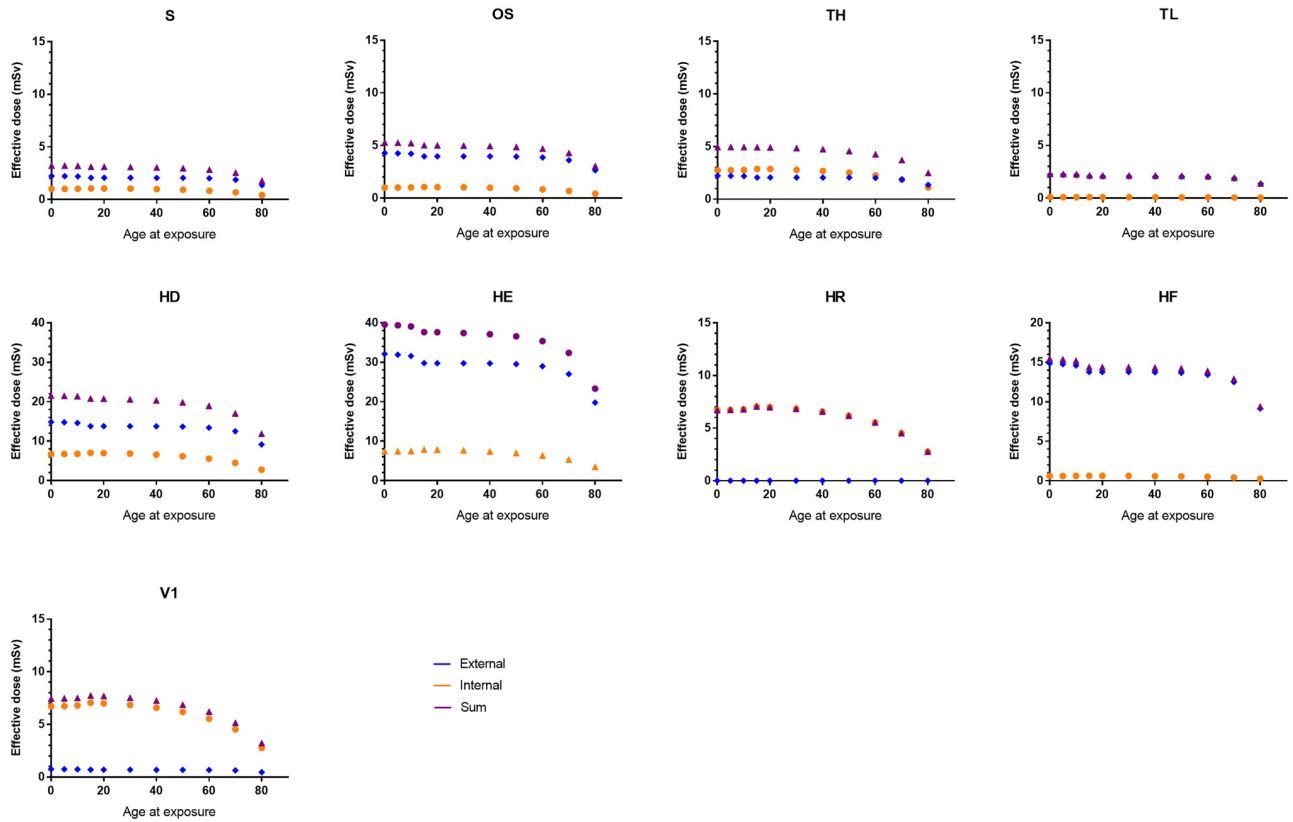 S
Effective dose (mSv)
15
10
5
0
0 20 40 60 80
Age at exposure
OS
Effective dose (mSv)
15
10
5
0
0 20 40 60 80
Age at exposure
TH
Effective dose (mSv)
15
10
5
0
0 20 40 60 80
Age at exposure
TL
Effective dose (mSv)
15
10
5
0
0 20 40 60 80
Age at exposure
HD
Effective dose (mSv)
40
30
20
10
0
0 20 40 60 80
Age at exposure
HE
Effective dose (mSv)
40
30
20
10
0
0 20 40 60 80
Age at exposure
HR
Effective dose (mSv)
15
10
5
0
0 20 40 60 80
Age at exposure
HF
Effective dose (mSv)
20
15
10
5
0
0 20 40 60 80
Age at exposure
V1
Effective dose (mSv)
15
10
5
0
0 20 40 60 80
Age at exposure
External
Internal
Sum